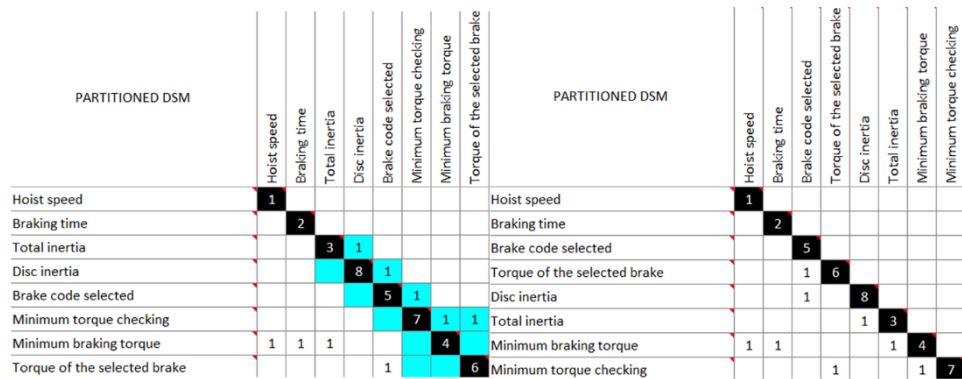 PARTITIONED DSM
Hoist speed
Braking time
Total inertia
Disc inertia
Brake code selected
Minimum torque checking
Minimum braking torque
Torque of the selected brake
Hoist speed 1
Braking time 2
Total inertia 3 1
Disc inertia 8 1
Brake code selected 5 1
Minimum torque checking 7 1 1
Minimum braking torque 1 1 1 4
Torque of the selected brake 1 6
PARTITIONED DSM
Hoist speed
Braking time
Brake code selected
Torque of the selected brake
Disc inertia
Total inertia
Minimum braking torque
Minimum torque checking
Hoist speed 1
Braking time 2
Brake code selected 5
Torque of the selected brake 1 6
Disc inertia 1 8
Total inertia 1 3
Minimum braking torque 1 1 1 4
Minimum torque checking 1 1 7